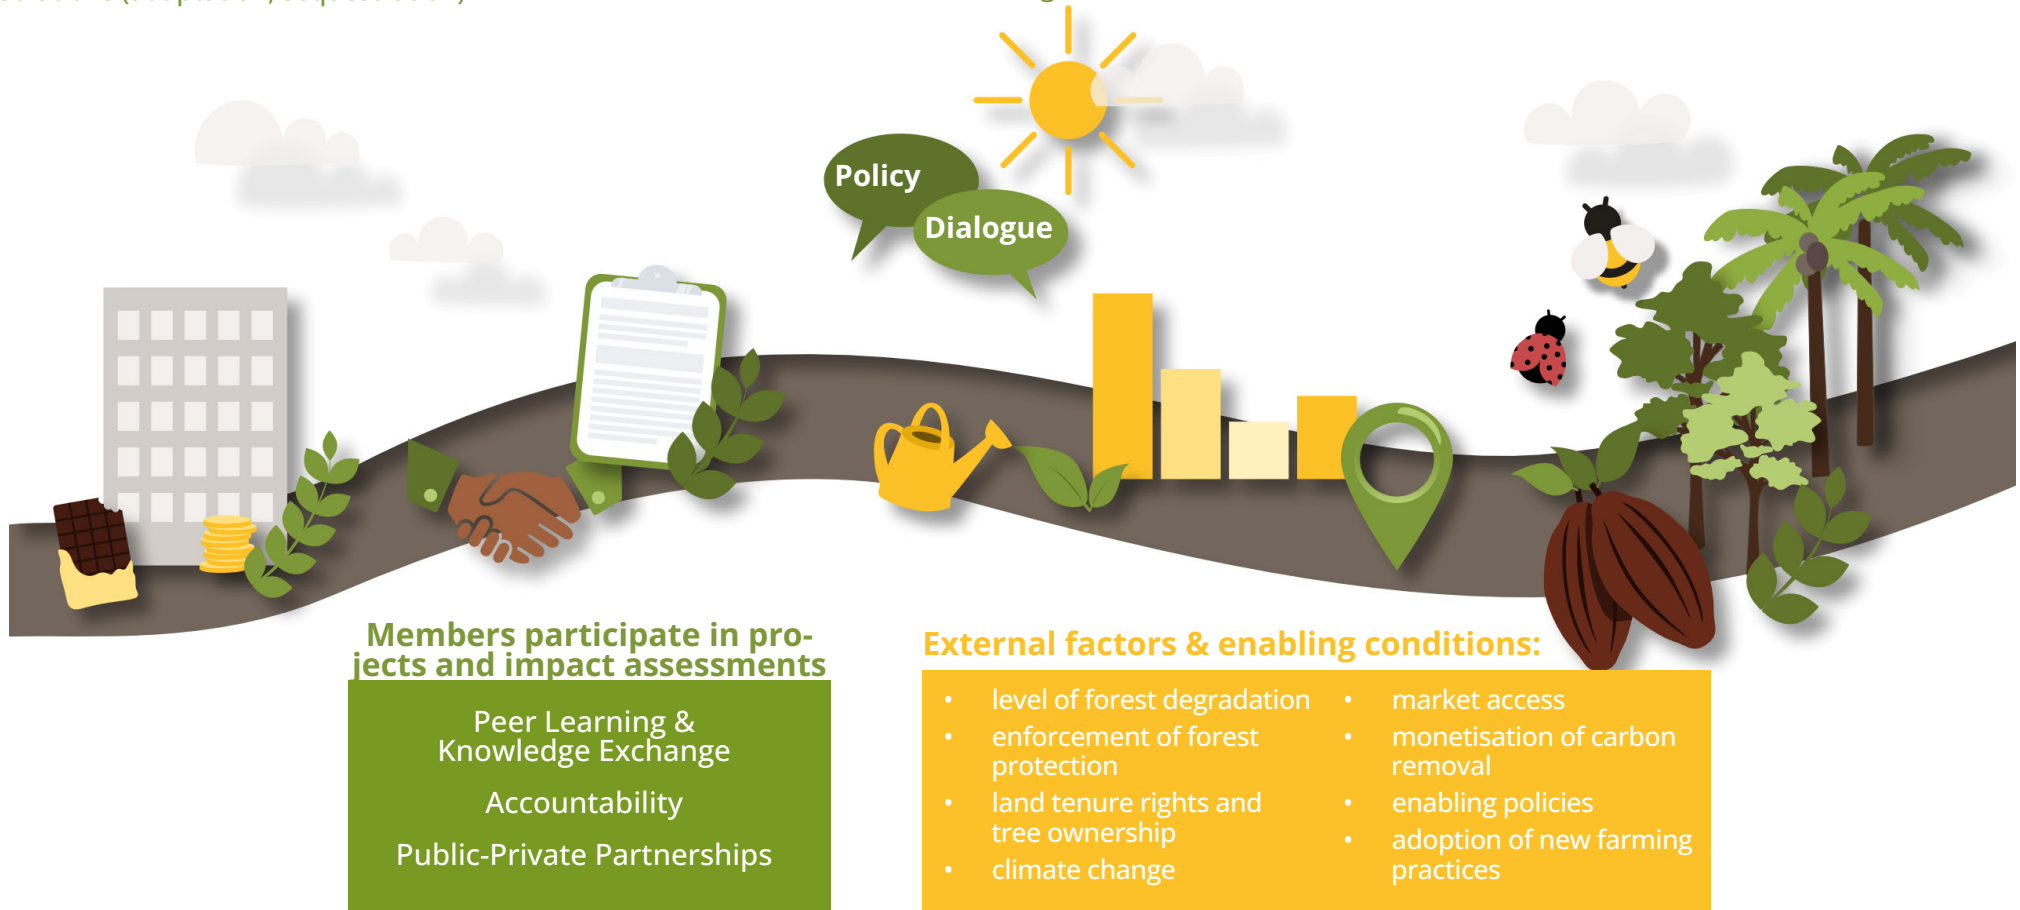 Policy
Dialogue
Members participate in pro-
jects and impact assessments
Peer Learning &
Knowledge Exchange
Accountability
Public-Private Partnerships
External factors & enabling conditions:
• level of forest degradation
• enforcement of forest
protection
• land tenure rights and
tree ownership
• climate change
• market access
• monetisation of carbon
removal
• enabling policies
• adoption of new farming
practices